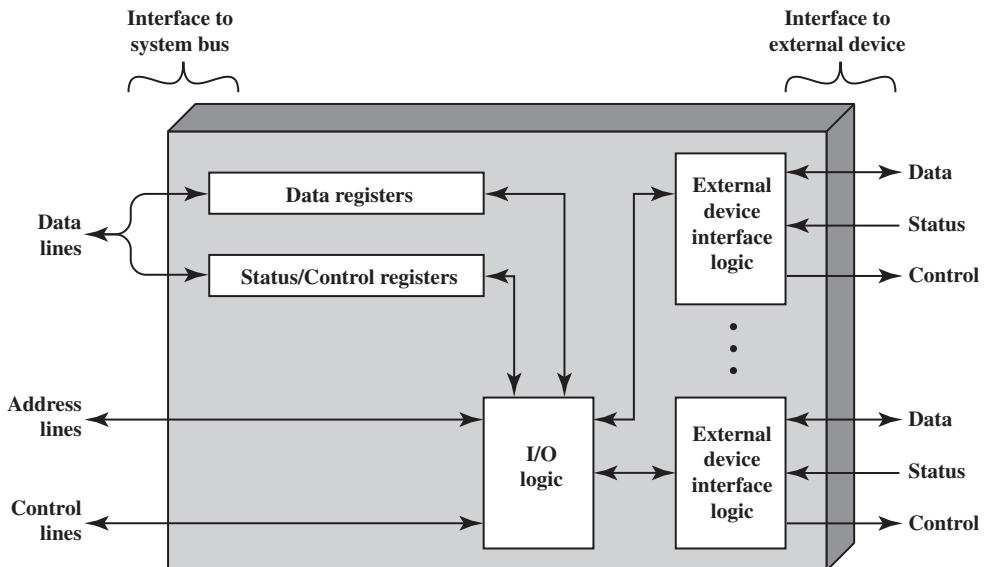 Interface to
system bus
Interface to
external device
Data registers
Status/Control registers
Data
lines
Address
lines
Control
lines
I/O
logic
External
device
interface
logic
Data
Status
Control
External
device
interface
logic
Data
Status
Control